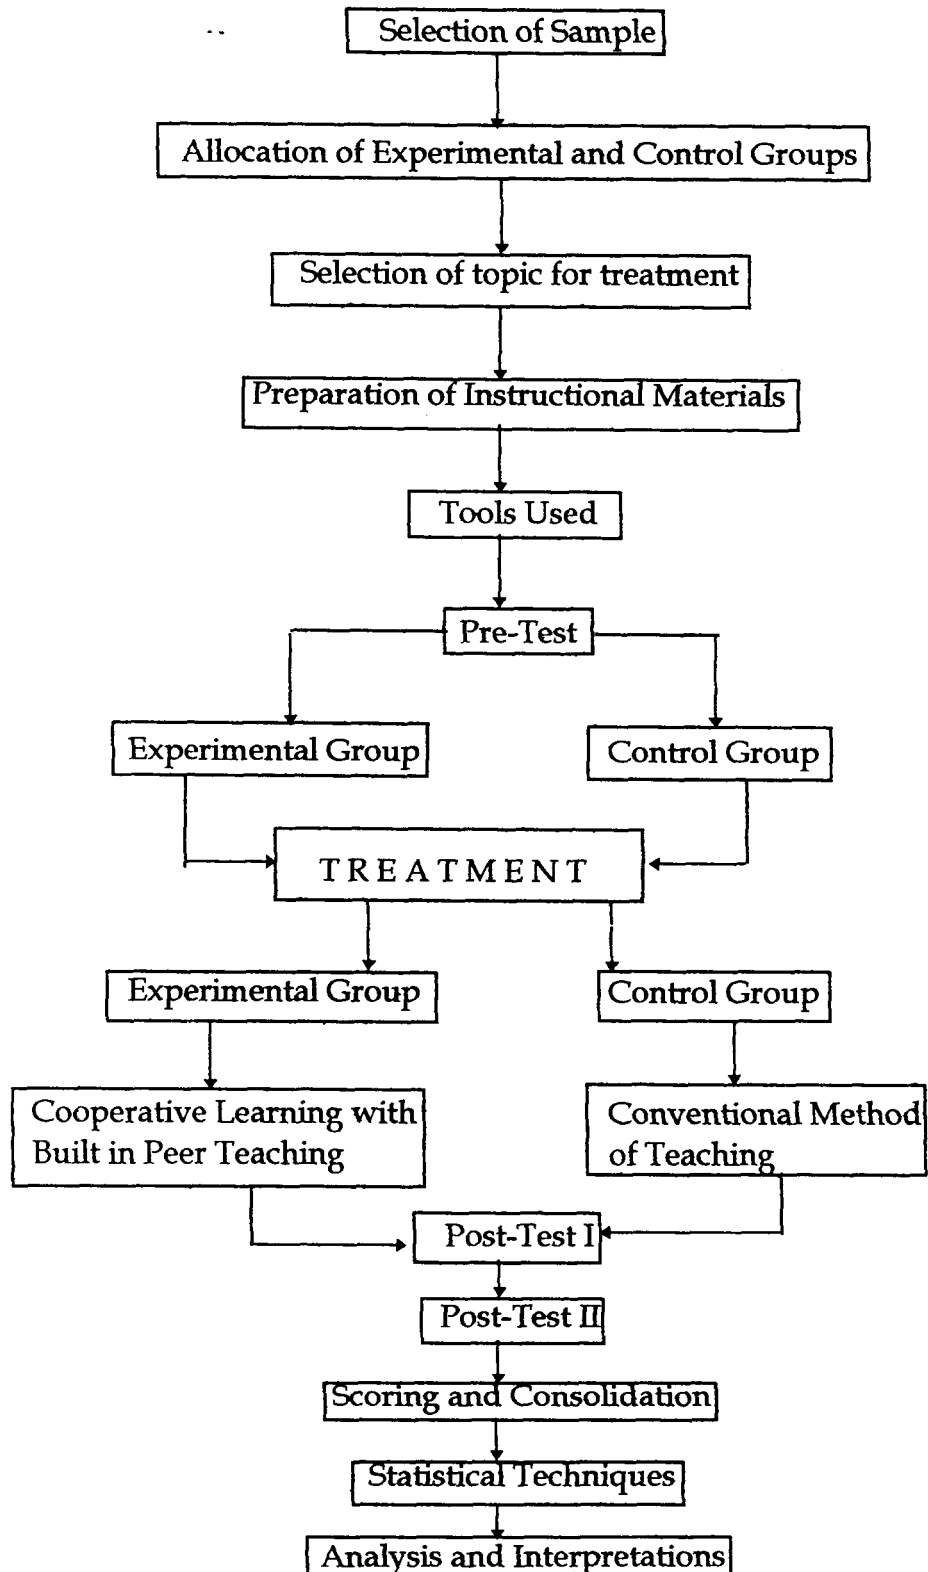 Selection of Sample
Allocation of Experimental and Control Groups
Selection of topic for treatment
Preparation of Instructional Materials
Tools Used
Pre-Test
Experimental Group
Control Group
TREATMENT
Experimental Group
Control Group
Cooperative Learning with
Built in Peer Teaching
Conventional Method
of Teaching
Post-Test I
Post-Test II
Scoring and Consolidation
Statistical Techniques
Analysis and Interpretations